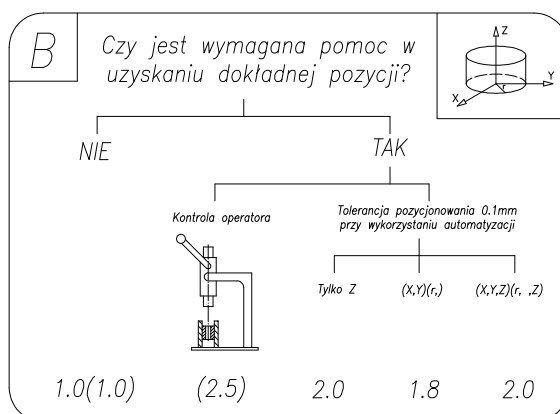 B
Czy jest wymagana pomoc w
uzyskaniu dokładnej pozycji?
Z
Y
X
r
NIE
TAK
Kontrola operatora
Tolerancja pozycjonowania 0.1mm
przy wykorzystaniu automatyzacji
Tylko Z
(X,Y)(r,)
(X,Y,Z)(r, ,Z)
1.0(1.0)
(2.5)
2.0
1.8
2.0